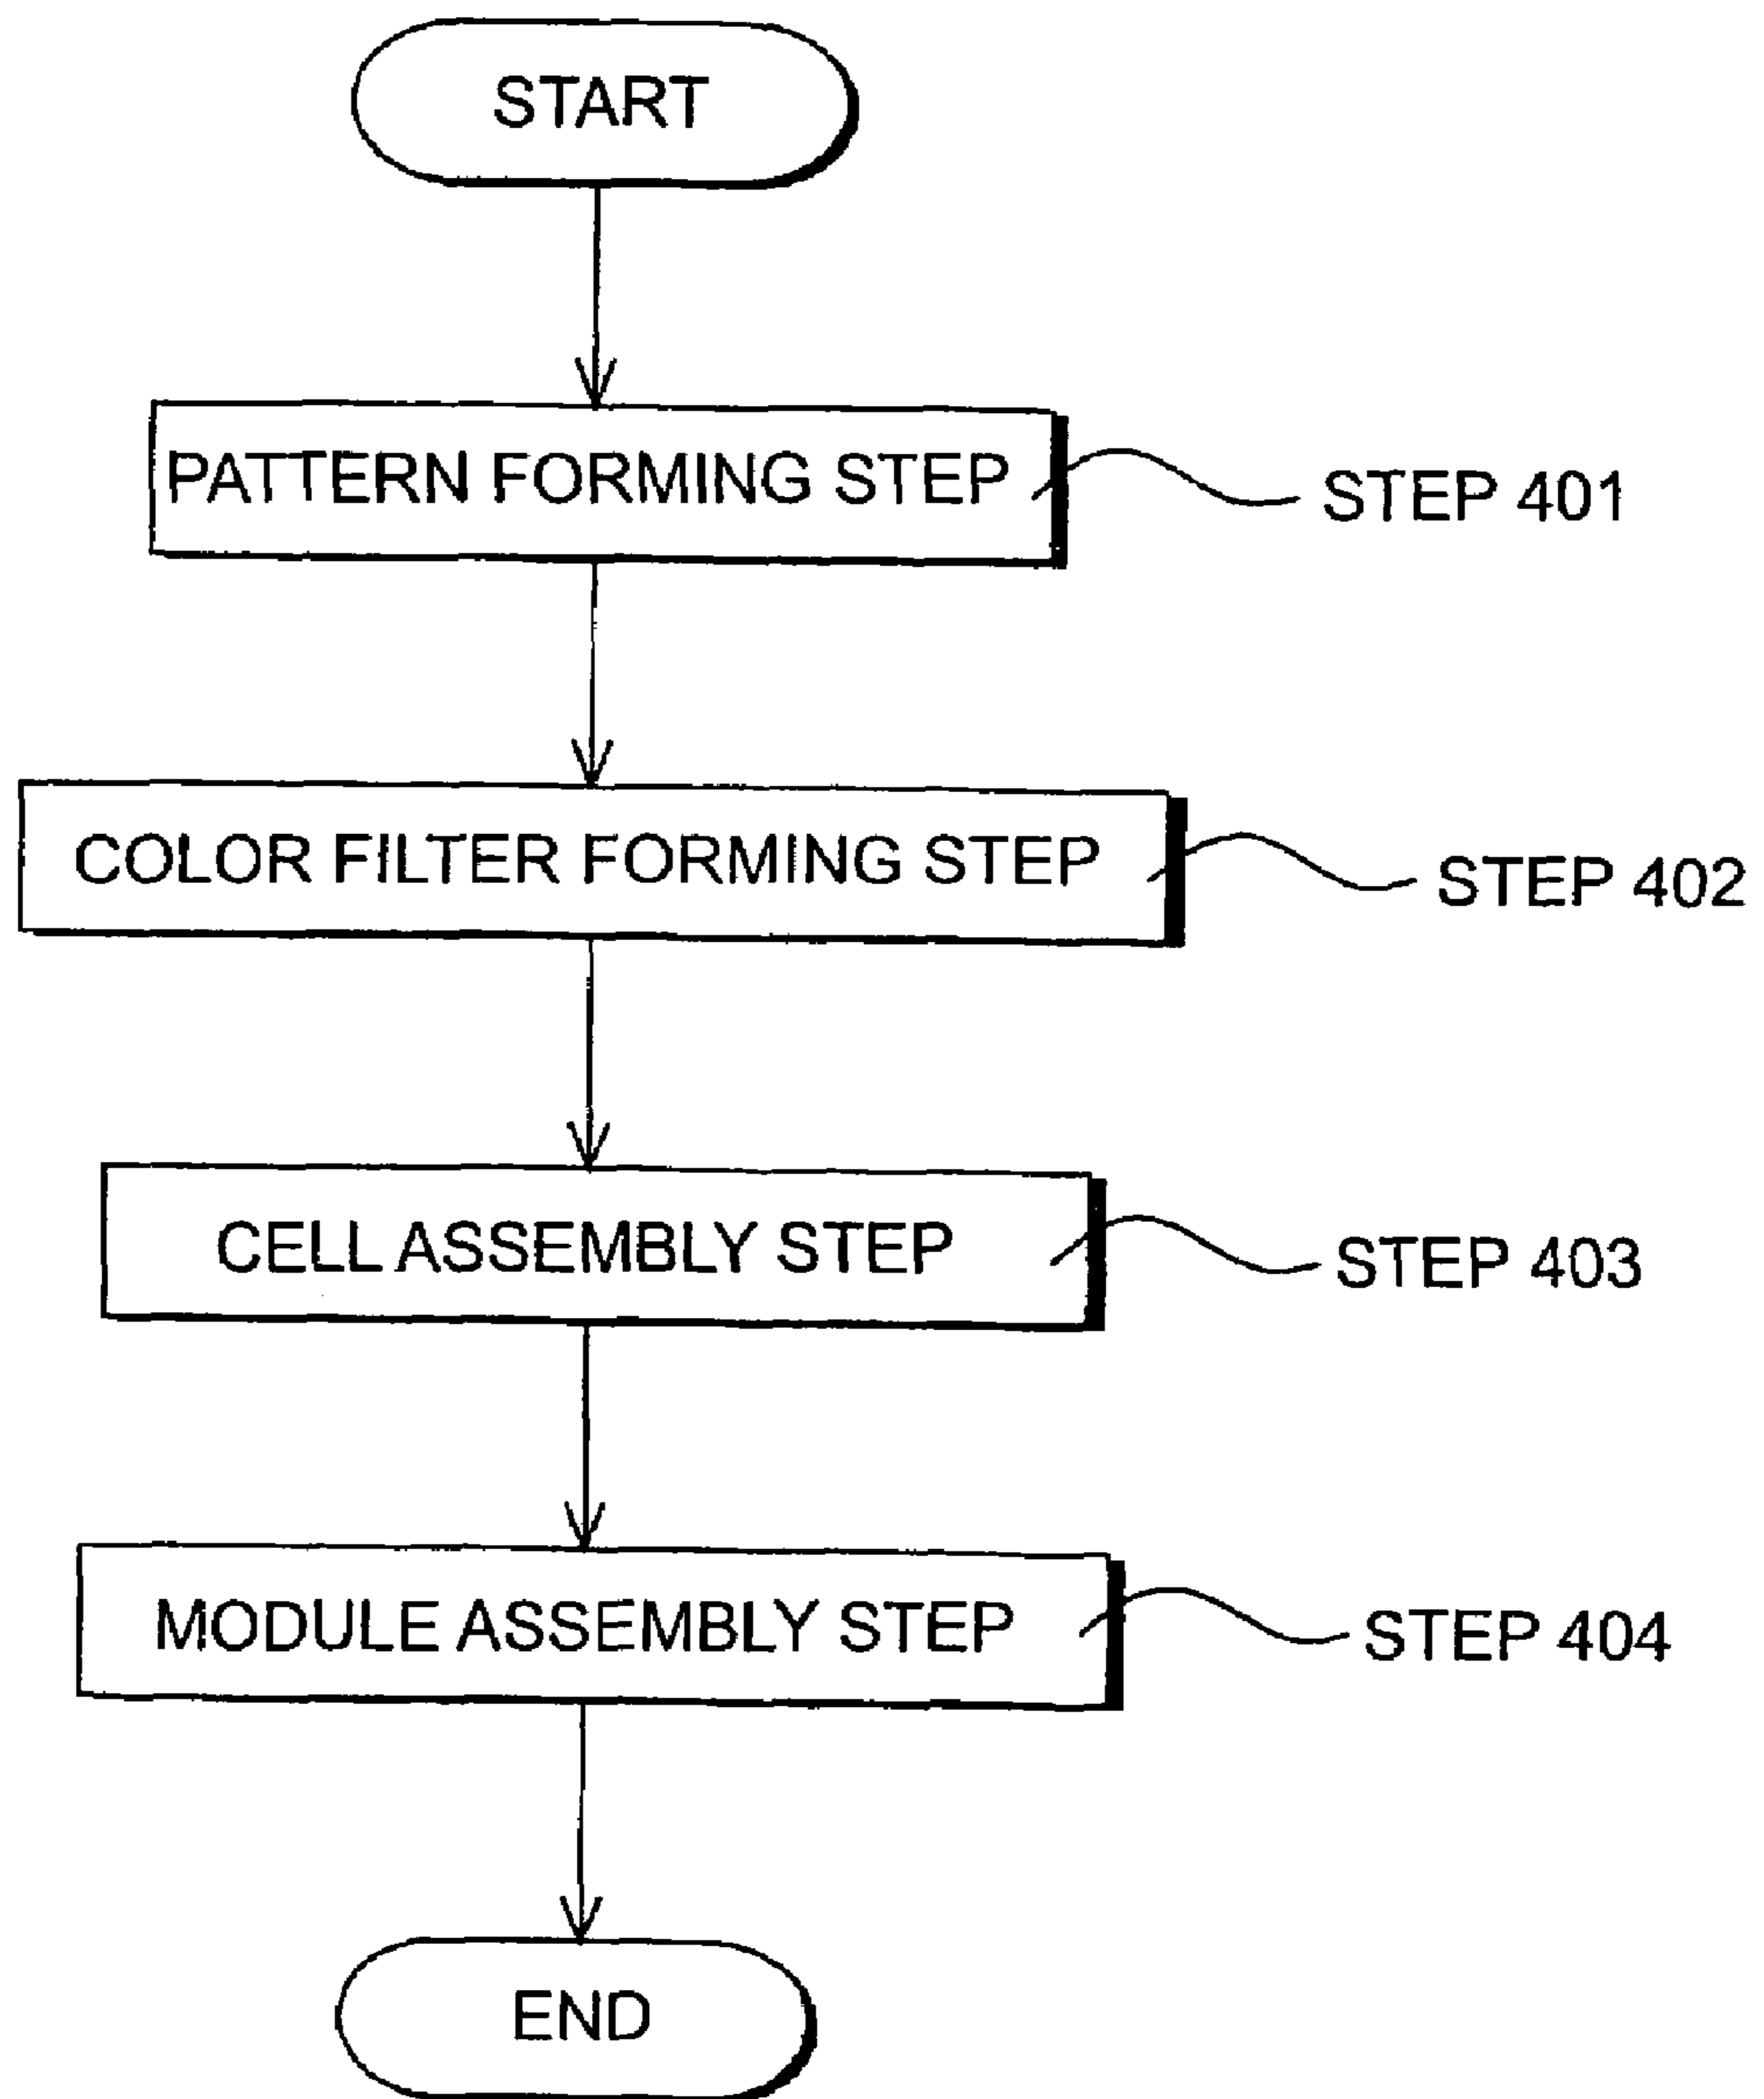 START
PATTERN FORMING STEP
STEP 401
COLOR FILTER FORMING STEP
STEP 402
CELL ASSEMBLY STEP
STEP 403
MODULE ASSEMBLY STEP
STEP 404
END